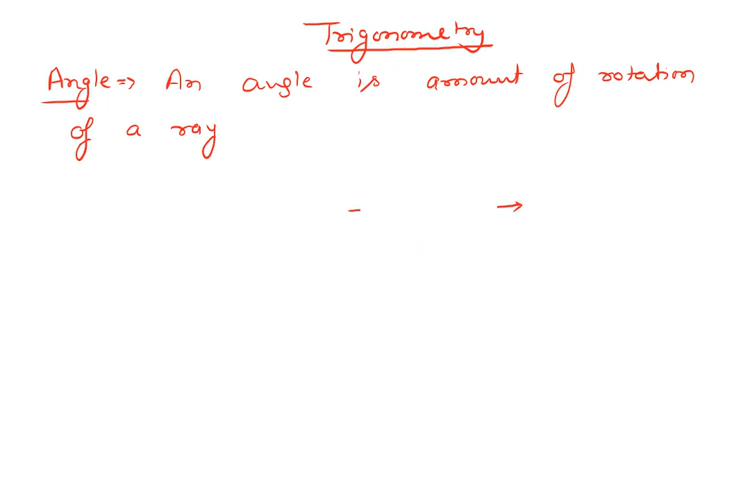 Trigonometry
Angle => An angle is amount of rotation
of a ray
- →